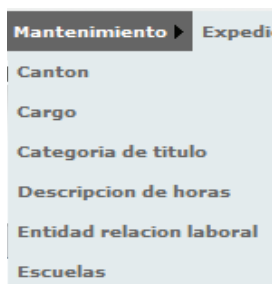 Mantenimiento Expedi
Canton
Cargo
Categoria de titulo
Descripcion de horas
Entidad relacion laboral
Escuelas